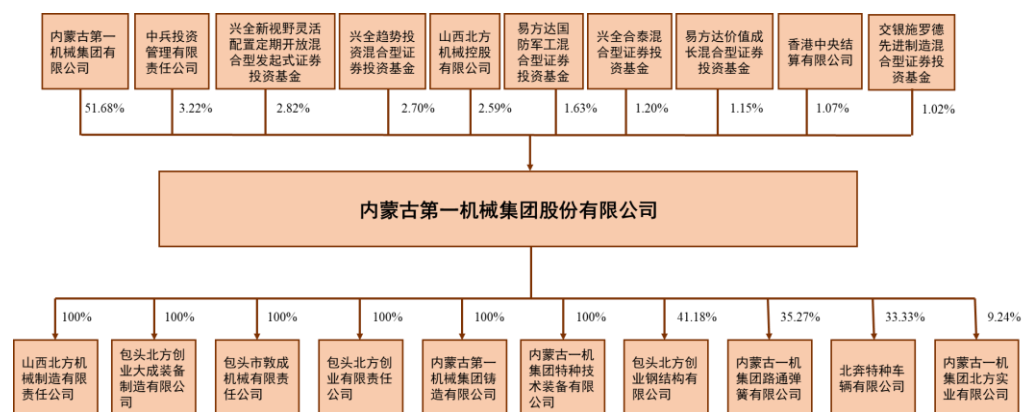 内蒙古第一
机械集团有
限公司
中兵投资
管理有限
责任公司
兴全新视野灵活
配置定期开放混
合型发起式证券
投资基金
兴全趋势投
资混合型证
券投资基金
山西北方
机械控股
有限公司
易方达国
防军工混
合型证券
投资基金
兴全合泰混
合型证券投
资基金
易方达价值成
长混合型证券
投资基金
香港中央结
算有限公司
交银施罗德
先进制造混
合型证券投
资基金
51.68%
3.22%
2.82%
2.70%
2.59%
1.63%
1.20%
1.15%
1.07%
1.02%
内蒙古第一机械集团股份有限公司
100%
100%
100%
100%
100%
100%
41.18%
35.27%
33.33%
9.24%
山西北方机
械制造有限
责任公司
包头北方创
业大成装备
制造有限公
司
包头市敦成
机械有限责
任公司
包头北方创
业有限责任
公司
内蒙古第一
机械集团铸
造有限公司
内蒙古一机
集团特种技
术装备有限
公司
包头北方创
业钢结构有
限公司
内蒙古一机
集团路通弹
簧有限公司
北奔特种车
辆有限公司
内蒙古一机
集团北方实
业有限公司